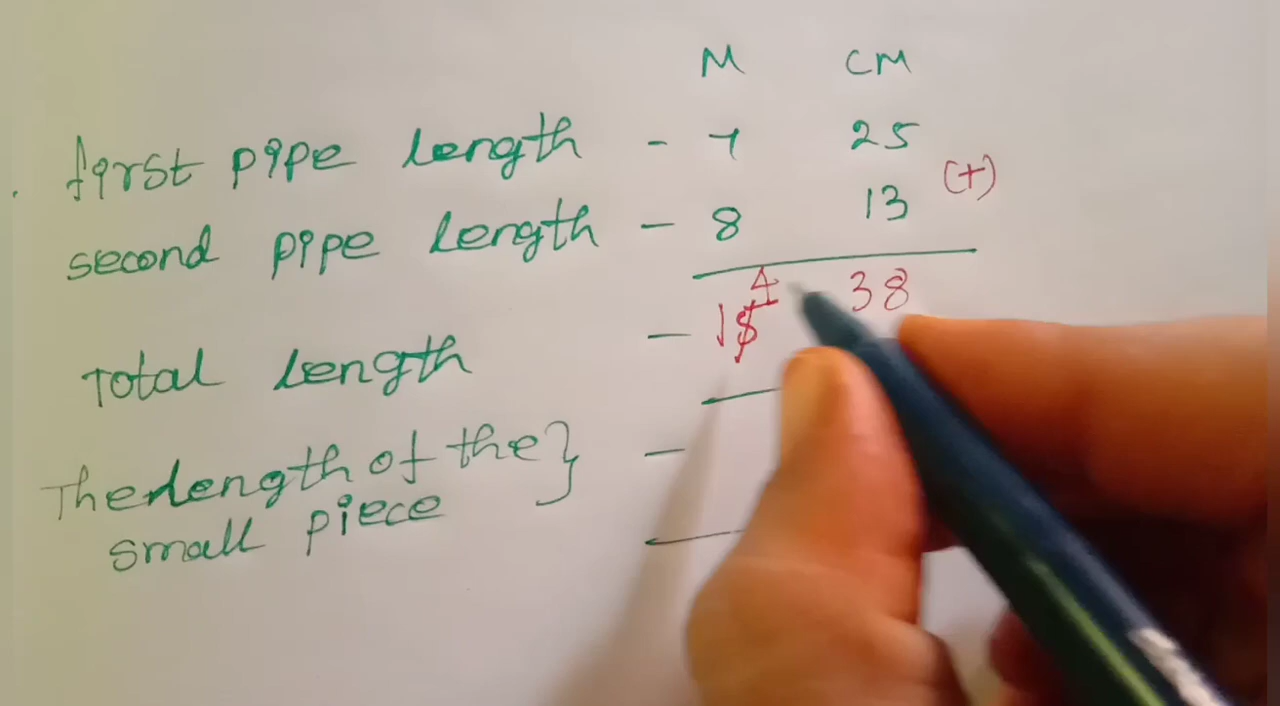 M CM
first pipe length - 7 25
(+)
second pipe length - 8 13
4
Total length - 15 38
The length of the } -
small piece